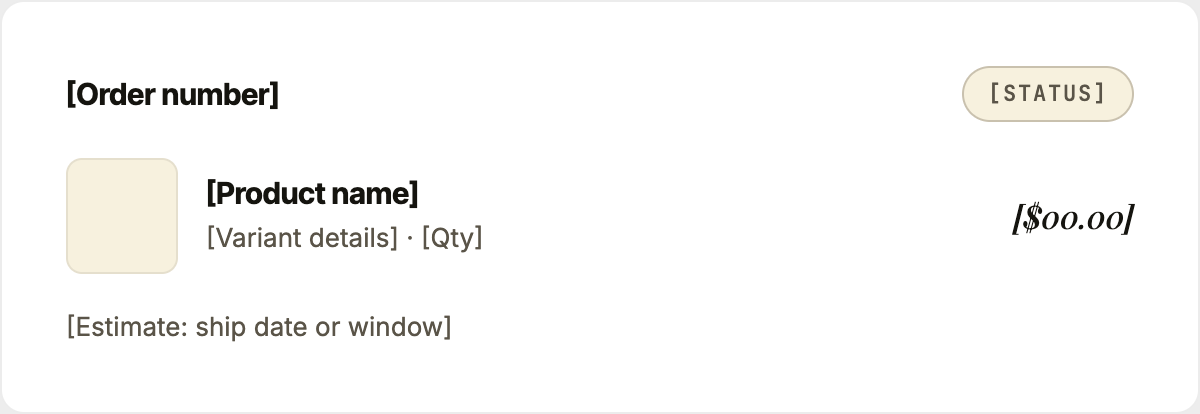 [Order number]
[STATUS]
[Product name]
[Variant details] · [Qty]
[$00.00]
[Estimate: ship date or window]